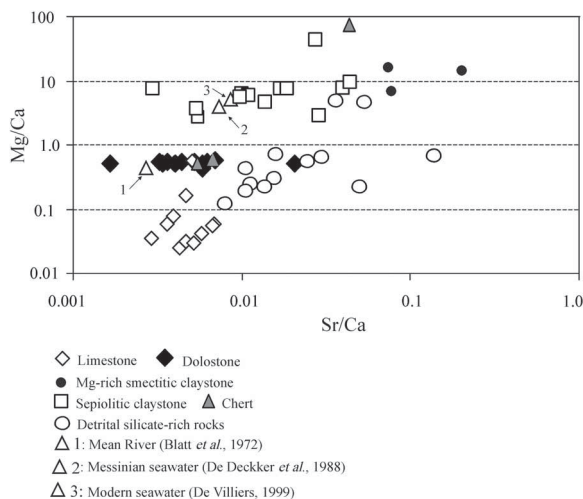 100
10
1.0
0.1
0.01
Mg/Ca
3
2
1
0.001 0.01 0.1 1.0
Sr/Ca
Limestone Dolostone
Mg-rich smectitic claystone
Sepiolitic claystone Chert
Detrital silicate-rich rocks
1: Mean River (Blatt et al., 1972)
2: Messinian seawater (De Deckker et al., 1988)
3: Modern seawater (De Villiers, 1999)